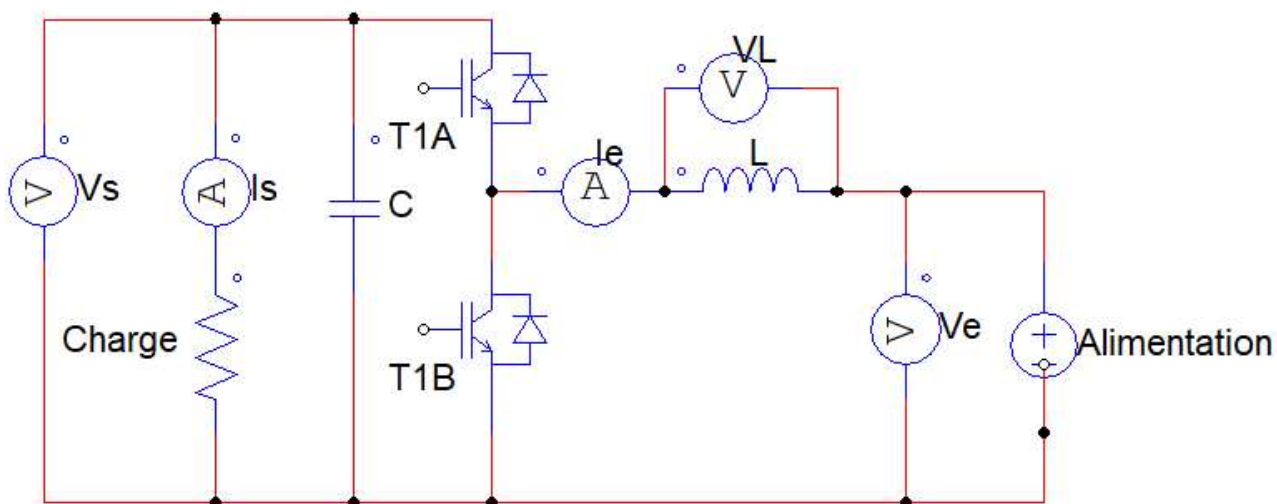 VL
V
T1A
Ie
L
V
Vs
A
Is
C
A
Charge
T1B
V
Ve
Alimentation